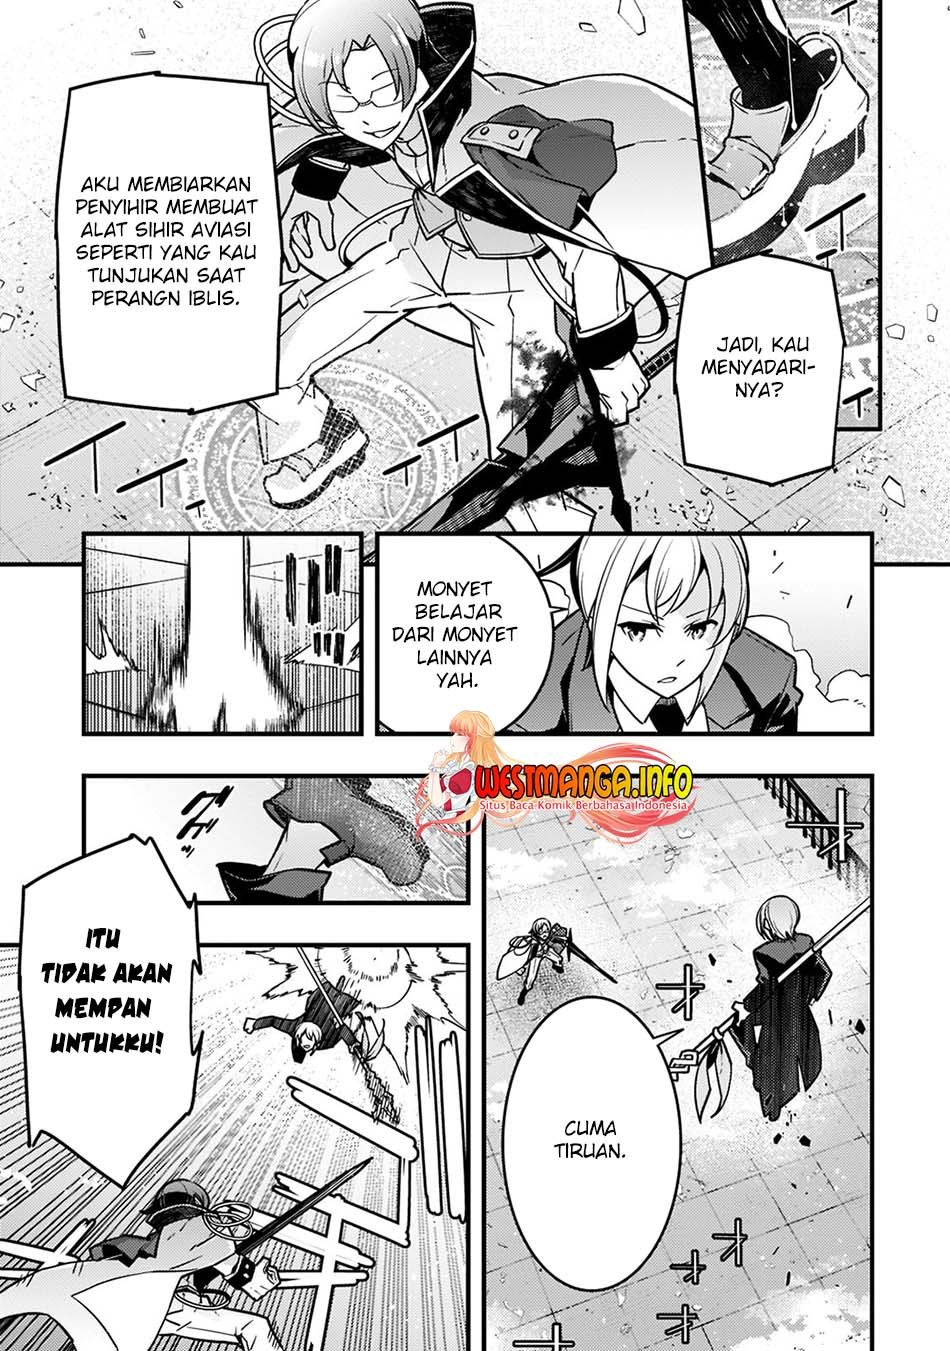 JADI, KAU
MENYADARI-
NYA?
AKU MEMBIARKAN
PENYIHIR MEMBUAT
ALAT SIHIR AVIASI
SEPERTI YANG KAU
TUNJUKAN SAAT
PERANGN IBLIS.
MONYET
BELAJAR
DARI MONYET
LAINNYA
YAH.
WESTMANGA.INFO
Situs Baca Komik Berbahasa Indonesia
CUMA
TIRUAN.
ITU
TIDAK AKAN
MEMPAN
UNTUKKU!